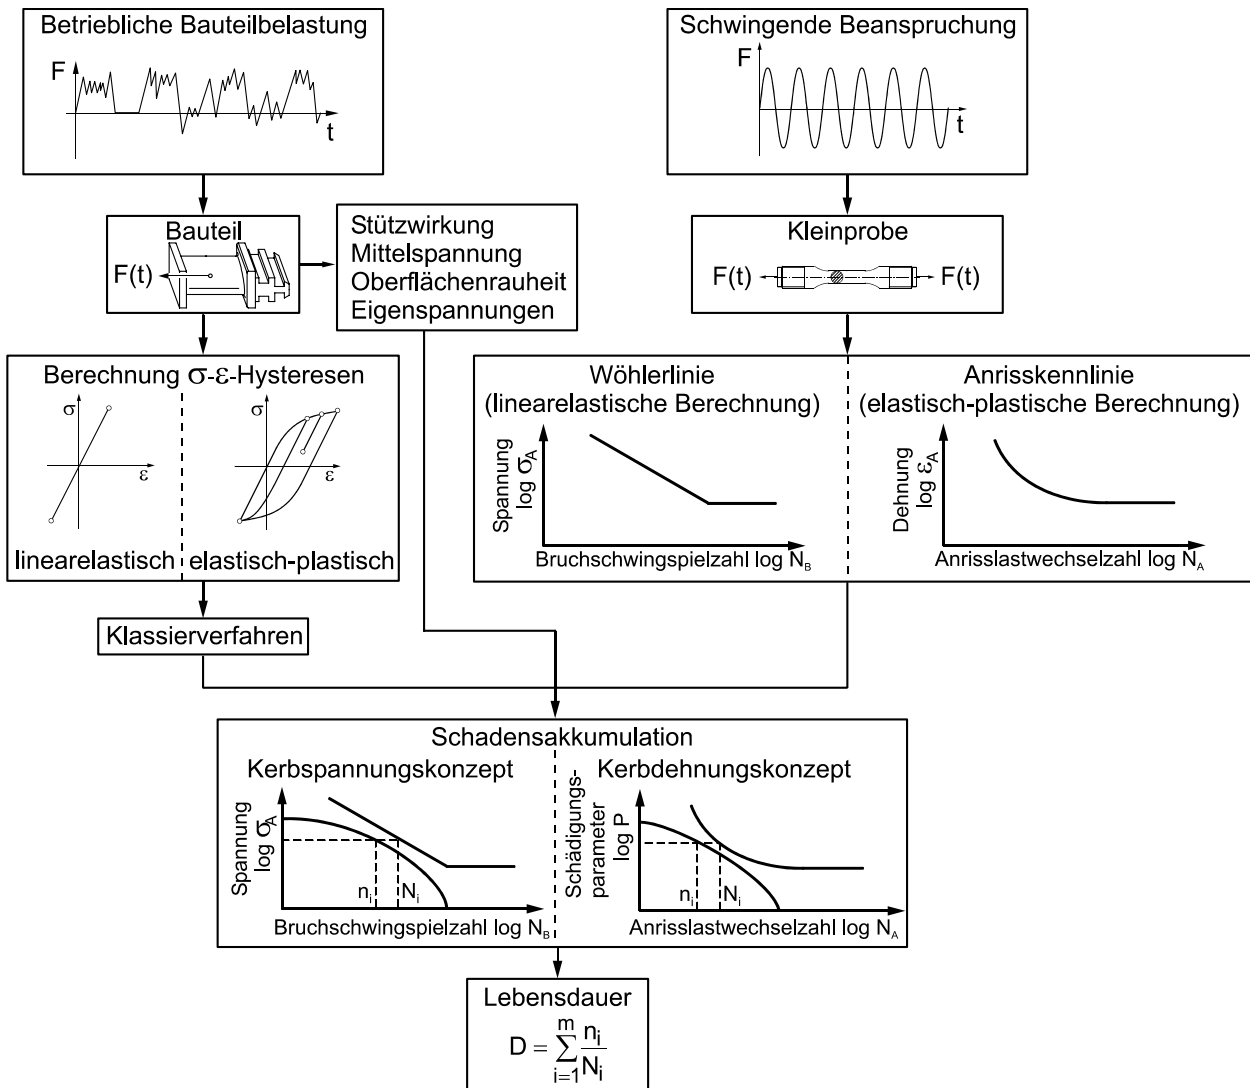 Betriebliche Bauteilbelastung
F
t
Schwingende Beanspruchung
F
t
Bauteil
F(t)
Stützwirkung
Mittelspannung
Oberflächenrauheit
Eigenspannungen
Kleinprobe
F(t)
F(t)
Berechnung σ-ε-Hysteresen
σ
ε
σ
ε
linearelastisch
elastisch-plastisch
Wöhlerlinie
(linearelastische Berechnung)
Spannung
log σA
Bruchschwingspielzahl log NB
Anrisskennlinie
(elastisch-plastische Berechnung)
Dehnung
log εA
Anrisslastwechselzahl log NA
Klassierverfahren
Schadensakkumulation
Kerbspannungskonzept
Spannung
log σA
ni
Ni
Bruchschwingspielzahl log NB
Kerbdehnungskonzept
Schädigungs-
parameter
log P
ni
Ni
Anrisslastwechselzahl log NA
Lebensdauer
D = ∑_{i=1}^{m} ni/Ni